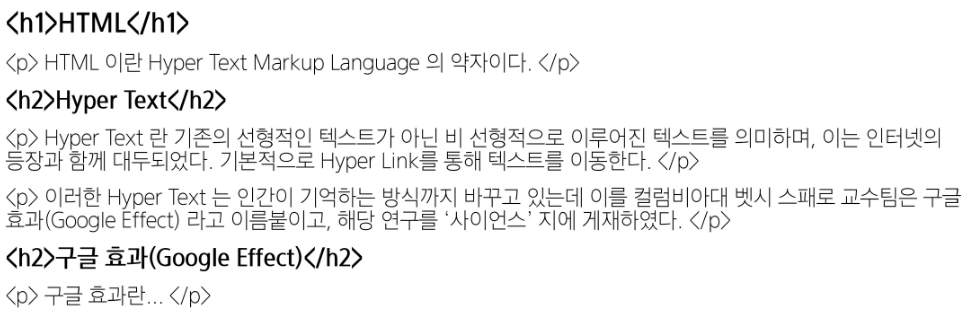 <h1>HTML</h1>
<p> HTML 이란 Hyper Text Markup Language 의 약자이다. </p>
<h2>Hyper Text</h2>
<p> Hyper Text 란 기존의 선형적인 텍스트가 아닌 비 선형적으로 이루어진 텍스트를 의미하며, 이는 인터넷의
등장과 함께 대두되었다. 기본적으로 Hyper Link를 통해 텍스트를 이동한다. </p>
<p> 이러한 Hyper Text 는 인간이 기억하는 방식까지 바꾸고 있는데 이를 컬럼비아대 벳시 스패로 교수팀은 구글
효과(Google Effect) 라고 이름붙이고, 해당 연구를 ‘사이언스’ 지에 게재하였다. </p>
<h2>구글 효과(Google Effect)</h2>
<p> 구글 효과란... </p>